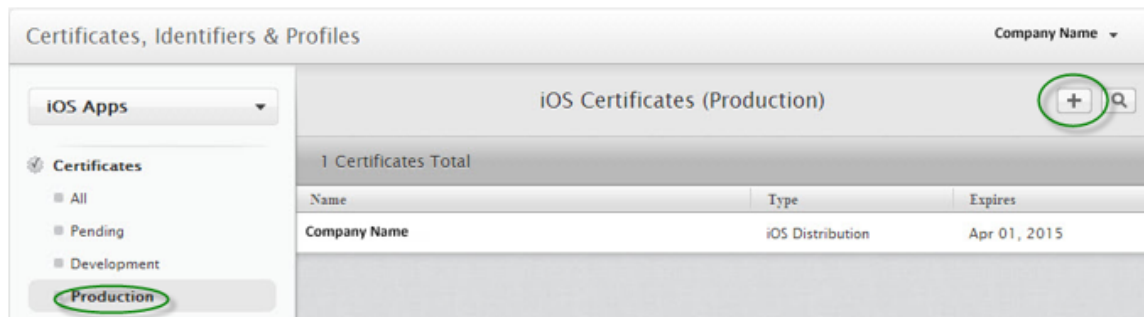 Certificates, Identifiers & Profiles
Company Name
iOS Apps
iOS Certificates (Production)
Certificates
All
Pending
Development
Production
1 Certificates Total
Name Type Expires
Company Name iOS Distribution Apr 01, 2015